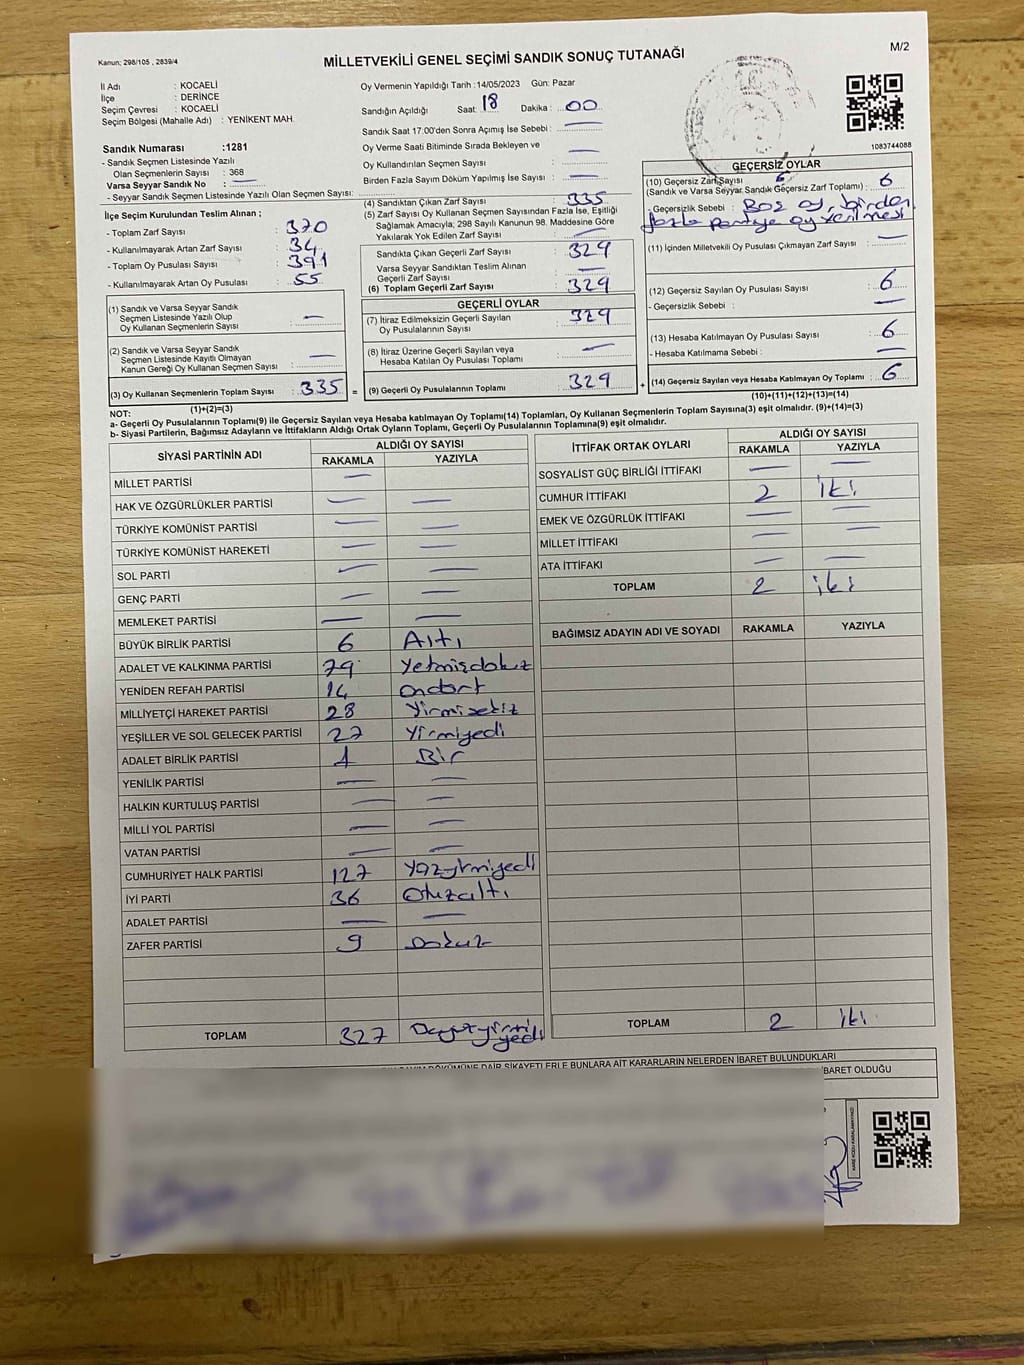 Kanun; 298/105 , 2839/4
MİLLETVEKİLİ GENEL SEÇİMİ SANDIK SONUÇ TUTANAĞI
M/2
İl Adı : KOCAELİ
İlçe : DERİNCE
Seçim Çevresi : KOCAELİ
Seçim Bölgesi (Mahalle Adı) : YENİKENT MAH.
Oy Vermenin Yapıldığı Tarih :14/05/2023 Gün: Pazar
Sandığın Açıldığı Saat: 18 Dakika : 00
Sandık Saat 17:00'den Sonra Açımış İse Sebebi : —
Oy Verme Saati Bitiminde Sırada Bekleyen ve
Oy Kullandırılan Seçmen Sayısı : —
Birden Fazla Sayım Döküm Yapılmış İse Sayısı : —
1083744088
Sandık Numarası :1281
- Sandık Seçmen Listesinde Yazılı
Olan Seçmenlerin Sayısı : 368
Varsa Seyyar Sandık No : —
- Seyyar Sandık Seçmen Listesinde Yazılı Olan Seçmen Sayısı:
İlçe Seçim Kurulundan Teslim Alınan ;
- Toplam Zarf Sayısı : 370
- Kullanılmayarak Artan Zarf Sayısı : 34
- Toplam Oy Pusulası Sayısı : 391
- Kullanılmayarak Artan Oy Pusulası : 55
(1) Sandık ve Varsa Seyyar Sandık
Seçmen Listesinde Yazılı Olup
Oy Kullanan Seçmenlerin Sayısı : —
(2) Sandık ve Varsa Seyyar Sandık
Seçmen Listesinde Kayıtlı Olmayan
Kanun Gereği Oy Kullanan Seçmen Sayısı : —
(3) Oy Kullanan Seçmenlerin Toplam Sayısı : 335 =
(1)+(2)=(3)
(4) Sandıktan Çıkan Zarf Sayısı : 335
(5) Zarf Sayısı Oy Kullanan Seçmen Sayısından Fazla İse, Eşitliği
Sağlamak Amacıyla; 298 Sayılı Kanunun 98. Maddesine Göre
Yakılarak Yok Edilen Zarf Sayısı : —
Sandıkta Çıkan Geçerli Zarf Sayısı : 329
Varsa Seyyar Sandıktan Teslim Alınan
Geçerli Zarf Sayısı : —
(6) Toplam Geçerli Zarf Sayısı : 329
GEÇERLİ OYLAR
(7) İtiraz Edilmeksizin Geçerli Sayılan
Oy Pusulalarının Sayısı : 329
(8) İtiraz Üzerine Geçerli Sayılan veya
Hesaba Katılan Oy Pusulası Toplamı : —
(9) Geçerli Oy Pusulalarının Toplamı : 329 +
GEÇERSİZ OYLAR
(10) Geçersiz Zarf Sayısı 6 : 6
(Sandık ve Varsa Seyyar Sandık Geçersiz Zarf Toplamı)
- Geçersizlik Sebebi : Boş oy, birden
fazla partiye oy verilmesi
(11) İçinden Milletvekili Oy Pusulası Çıkmayan Zarf Sayısı : —
(12) Geçersiz Sayılan Oy Pusulası Sayısı : 6
- Geçersizlik Sebebi : —
(13) Hesaba Katılmayan Oy Pusulası Sayısı : 6
- Hesaba Katılmama Sebebi : —
(14) Geçersiz Sayılan veya Hesaba Katılmayan Oy Toplamı : 6
(10)+(11)+(12)+(13)=(14)
NOT:
a- Geçerli Oy Pusulalarının Toplamı(9) ile Geçersiz Sayılan veya Hesaba katılmayan Oy Toplamı(14) Toplamları, Oy Kullanan Seçmenlerin Toplam Sayısına(3) eşit olmalıdır. (9)+(14)=(3)
b- Siyasi Partilerin, Bağımsız Adayların ve İttifakların Aldığı Ortak Oyların Toplamı, Geçerli Oy Pusulalarının Toplamına(9) eşit olmalıdır.
SİYASİ PARTİNİN ADI ALDIĞI OY SAYISI
RAKAMLA YAZIYLA
MİLLET PARTİSİ —
HAK VE ÖZGÜRLÜKLER PARTİSİ — —
TÜRKİYE KOMÜNİST PARTİSİ — —
TÜRKİYE KOMÜNİST HAREKETİ — —
SOL PARTİ — —
GENÇ PARTİ — —
MEMLEKET PARTİSİ — —
BÜYÜK BİRLİK PARTİSİ 6 Altı
ADALET VE KALKINMA PARTİSİ 79 Yetmişdokuz
YENİDEN REFAH PARTİSİ 14 ondört
MİLLİYETÇİ HAREKET PARTİSİ 28 Yirmisekiz
YEŞİLLER VE SOL GELECEK PARTİSİ 27 Yirmiyedi
ADALET BİRLİK PARTİSİ 1 Bir
YENİLİK PARTİSİ — —
HALKIN KURTULUŞ PARTİSİ — —
MİLLİ YOL PARTİSİ — —
VATAN PARTİSİ — —
CUMHURİYET HALK PARTİSİ 127 Yüzyirmiyedi
İYİ PARTİ 36 Otuzaltı
ADALET PARTİSİ — —
ZAFER PARTİSİ 9 Dokuz
TOPLAM 327 yedi
İTTİFAK ORTAK OYLARI ALDIĞI OY SAYISI
RAKAMLA YAZIYLA
SOSYALİST GÜÇ BİRLİĞİ İTTİFAKI — —
CUMHUR İTTİFAKI 2 İki
EMEK VE ÖZGÜRLÜK İTTİFAKI — —
MİLLET İTTİFAKI — —
ATA İTTİFAKI — —
TOPLAM 2 iki
BAĞIMSIZ ADAYIN ADI VE SOYADI RAKAMLA YAZIYLA
TOPLAM 2 İki
DÖKÜMÜNE DAİR ŞİKAYETLERLE BUNLARA AİT KARARLARIN NELERDEN İBARET BULUNDUKLARI
İBARET OLDUĞU
KARE KODU KARALAMAYINIZ!